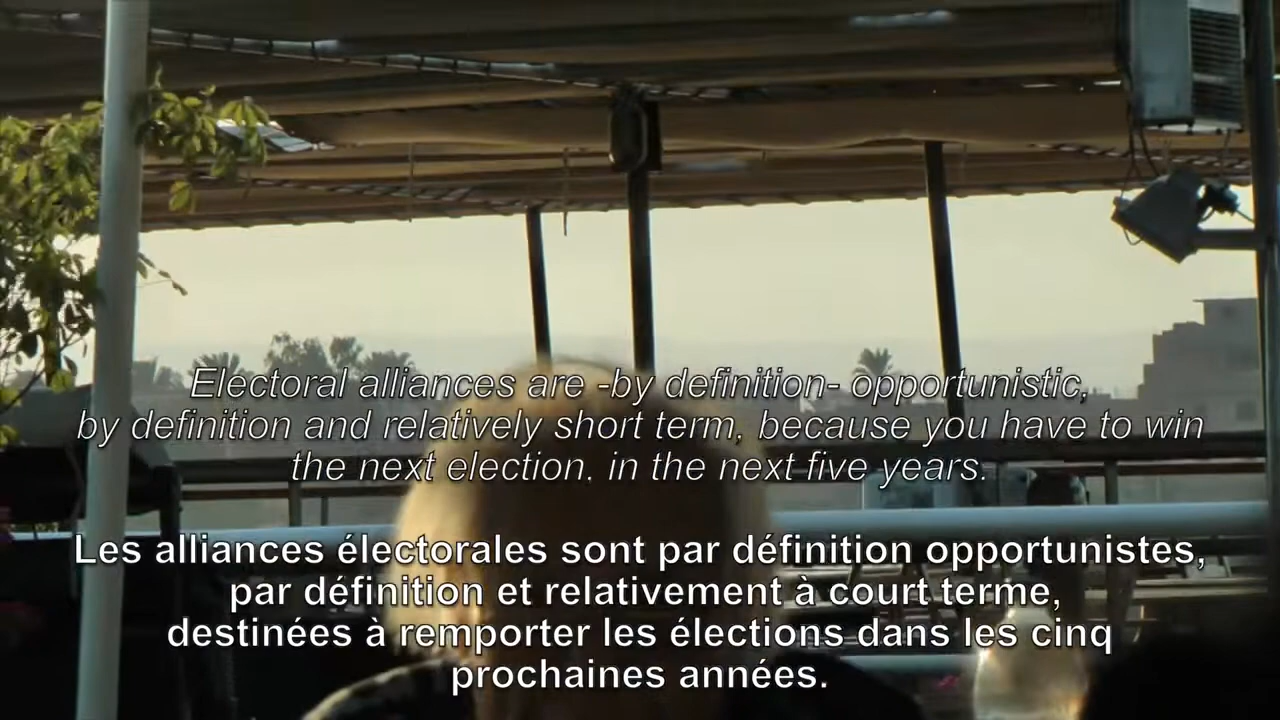 Electoral alliances are -by definition- opportunistic,
by definition and relatively short term, because you have to win
the next election. in the next five years.
Les alliances électorales sont par définition opportunistes,
par définition et relativement à court terme,
destinées à remporter les élections dans les cinq
prochaines années.